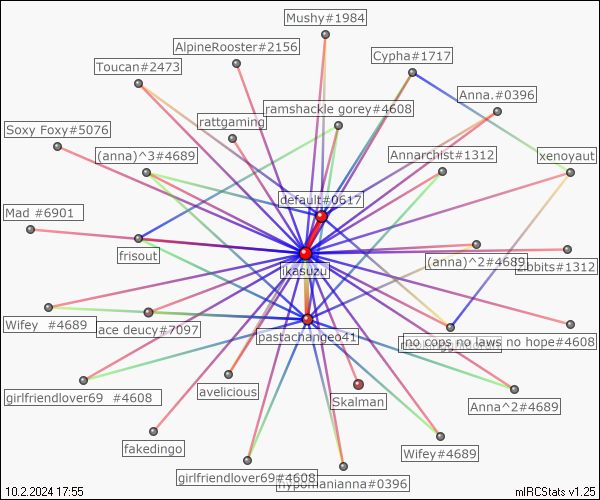 Mushy#1984
AlpineRooster#2156
Cypha#1717
Toucan#2473
Anna.#0396
ramshackle gorey#4608
rattgaming
Soxy Foxy#5076
(anna)^3#4689
Annarchist#1312
xenoyaut
default#0617
Mad #6901
frisout
(anna)^2#4689
zibbits#1312
ikasuzu
Wifey #4689
ace deucy#7097
pastachangeo41
no cops no laws no hope#4608
girlfriendlover69 #4608
avelicious
Skalman
Anna^2#4689
fakedingo
Wifey#4689
girlfriendlover69#4608
hypomanianna#0396
10.2.2024 17:55
mIRCStats v1.25